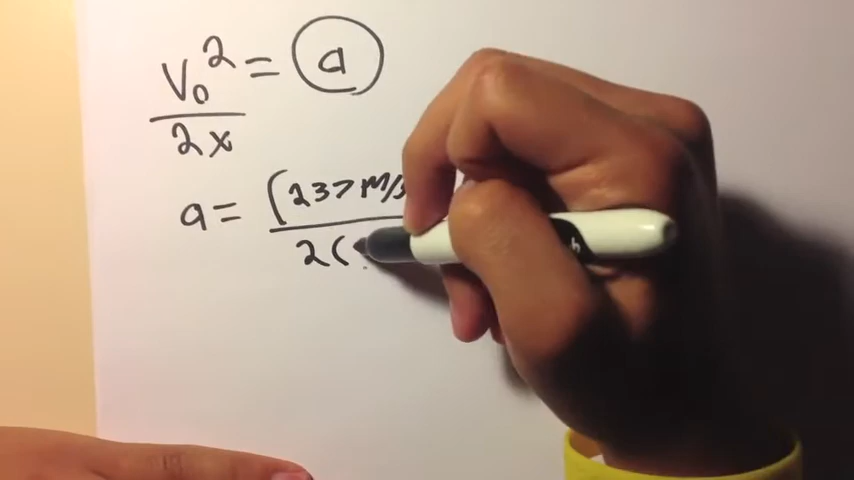 V₀² = a
2x
a = (237 m/s
2(